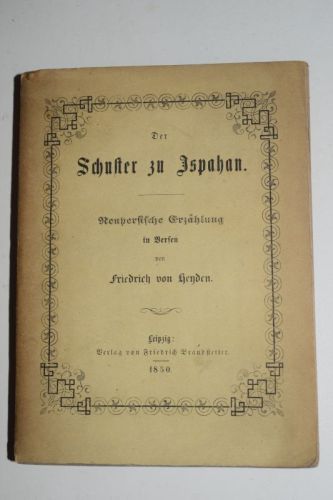 Der
Schuster zu Ispahan.
Neupersische Erzählung
in Versen
von
Friedrich von Heyden.
Leipzig:
Verlag von Friedrich Brandstetter.
1850.